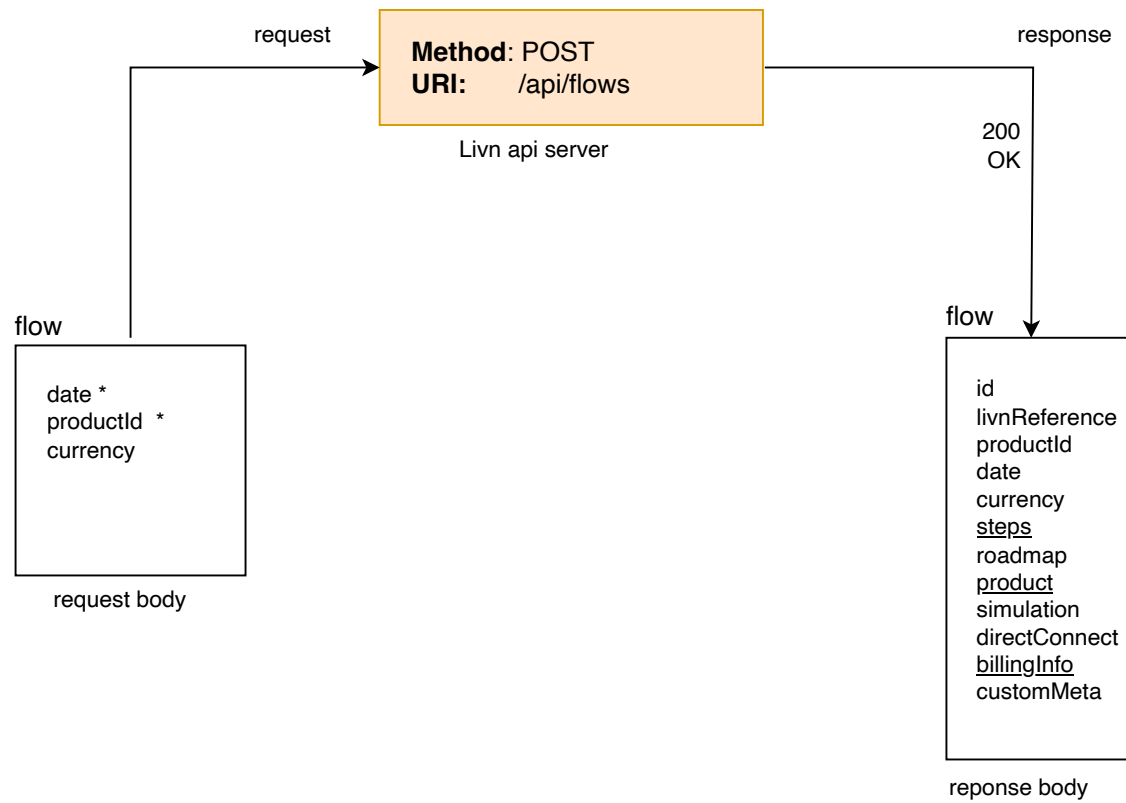 request
Method: POST
URI: /api/flows
response
Livn api server
200
OK
flow
date *
productId *
currency
request body
flow
id
livnReference
productId
date
currency
steps
roadmap
product
simulation
directConnect
billingInfo
customMeta
reponse body